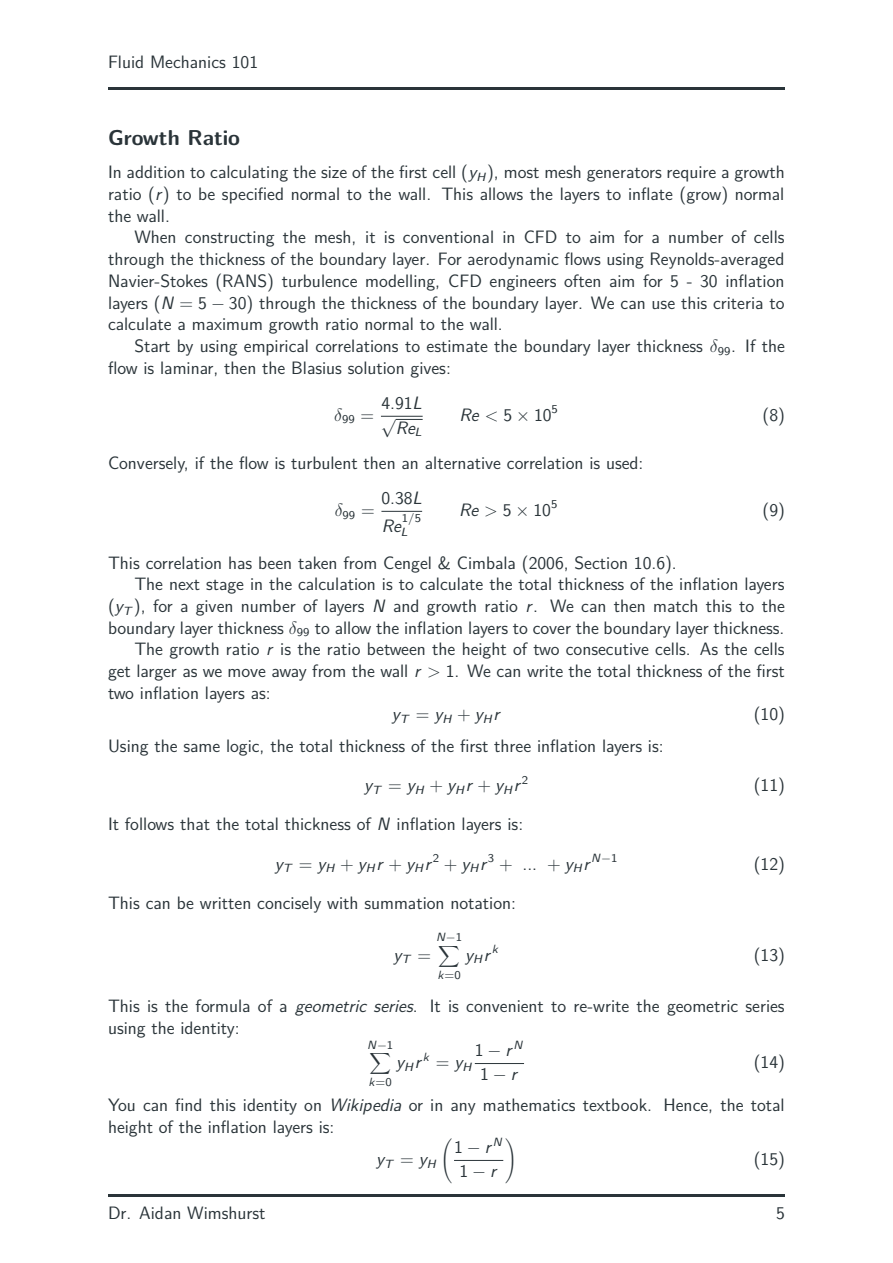 Fluid Mechanics 101
Growth Ratio
In addition to calculating the size of the first cell (y_H), most mesh generators require a growth
ratio (r) to be specified normal to the wall. This allows the layers to inflate (grow) normal
the wall.
When constructing the mesh, it is conventional in CFD to aim for a number of cells
through the thickness of the boundary layer. For aerodynamic flows using Reynolds-averaged
Navier-Stokes (RANS) turbulence modelling, CFD engineers often aim for 5 - 30 inflation
layers (N = 5 − 30) through the thickness of the boundary layer. We can use this criteria to
calculate a maximum growth ratio normal to the wall.
Start by using empirical correlations to estimate the boundary layer thickness δ_99. If the
flow is laminar, then the Blasius solution gives:
δ_99 = 4.91L / √Re_L    Re < 5 × 10^5    (8)
Conversely, if the flow is turbulent then an alternative correlation is used:
δ_99 = 0.38L / Re_L^{1/5}    Re > 5 × 10^5    (9)
This correlation has been taken from Cengel & Cimbala (2006, Section 10.6).
The next stage in the calculation is to calculate the total thickness of the inflation layers
(y_T), for a given number of layers N and growth ratio r. We can then match this to the
boundary layer thickness δ_99 to allow the inflation layers to cover the boundary layer thickness.
The growth ratio r is the ratio between the height of two consecutive cells. As the cells
get larger as we move away from the wall r > 1. We can write the total thickness of the first
two inflation layers as:
y_T = y_H + y_H r    (10)
Using the same logic, the total thickness of the first three inflation layers is:
y_T = y_H + y_H r + y_H r^2    (11)
It follows that the total thickness of N inflation layers is:
y_T = y_H + y_H r + y_H r^2 + y_H r^3 + ... + y_H r^{N−1}    (12)
This can be written concisely with summation notation:
y_T = ∑_{k=0}^{N−1} y_H r^k    (13)
This is the formula of a geometric series. It is convenient to re-write the geometric series
using the identity:
∑_{k=0}^{N−1} y_H r^k = y_H (1 − r^N) / (1 − r)    (14)
You can find this identity on Wikipedia or in any mathematics textbook. Hence, the total
height of the inflation layers is:
y_T = y_H ((1 − r^N) / (1 − r))    (15)
Dr. Aidan Wimshurst    5